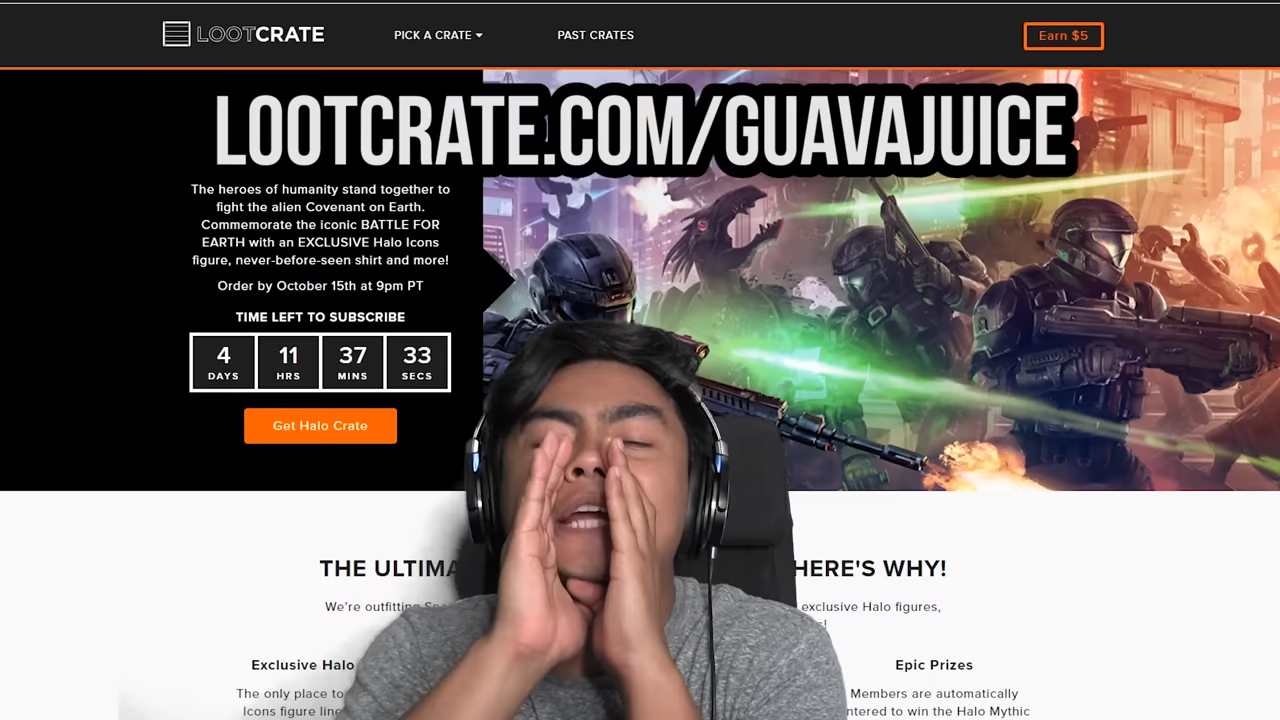 LOOTCRATE
PICK A CRATE
PAST CRATES
Earn $5
LOOTCRATE.COM/GUAVAJUICE
The heroes of humanity stand together to
fight the alien Covenant on Earth.
Commemorate the iconic BATTLE FOR
EARTH with an EXCLUSIVE Halo Icons
figure, never-before-seen shirt and more!
Order by October 15th at 9pm PT
TIME LEFT TO SUBSCRIBE
4 11 37 33
DAYS HRS MINS SECS
Get Halo Crate
THE HERE'S WHY!
We're outfitting exclusive Halo figures,
Exclusive Halo
Epic Prizes
The only place to
Members are automatically
Icons figure
to win the Halo Mythic